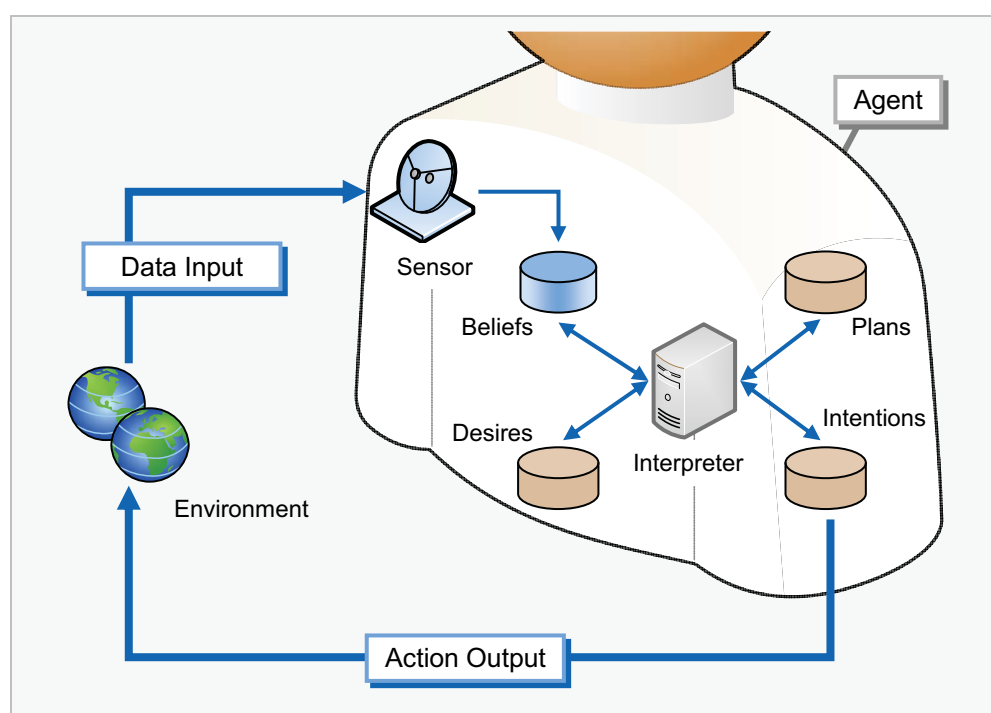 Agent
Data Input
Sensor
Beliefs
Plans
Desires
Intentions
Interpreter
Environment
Action Output